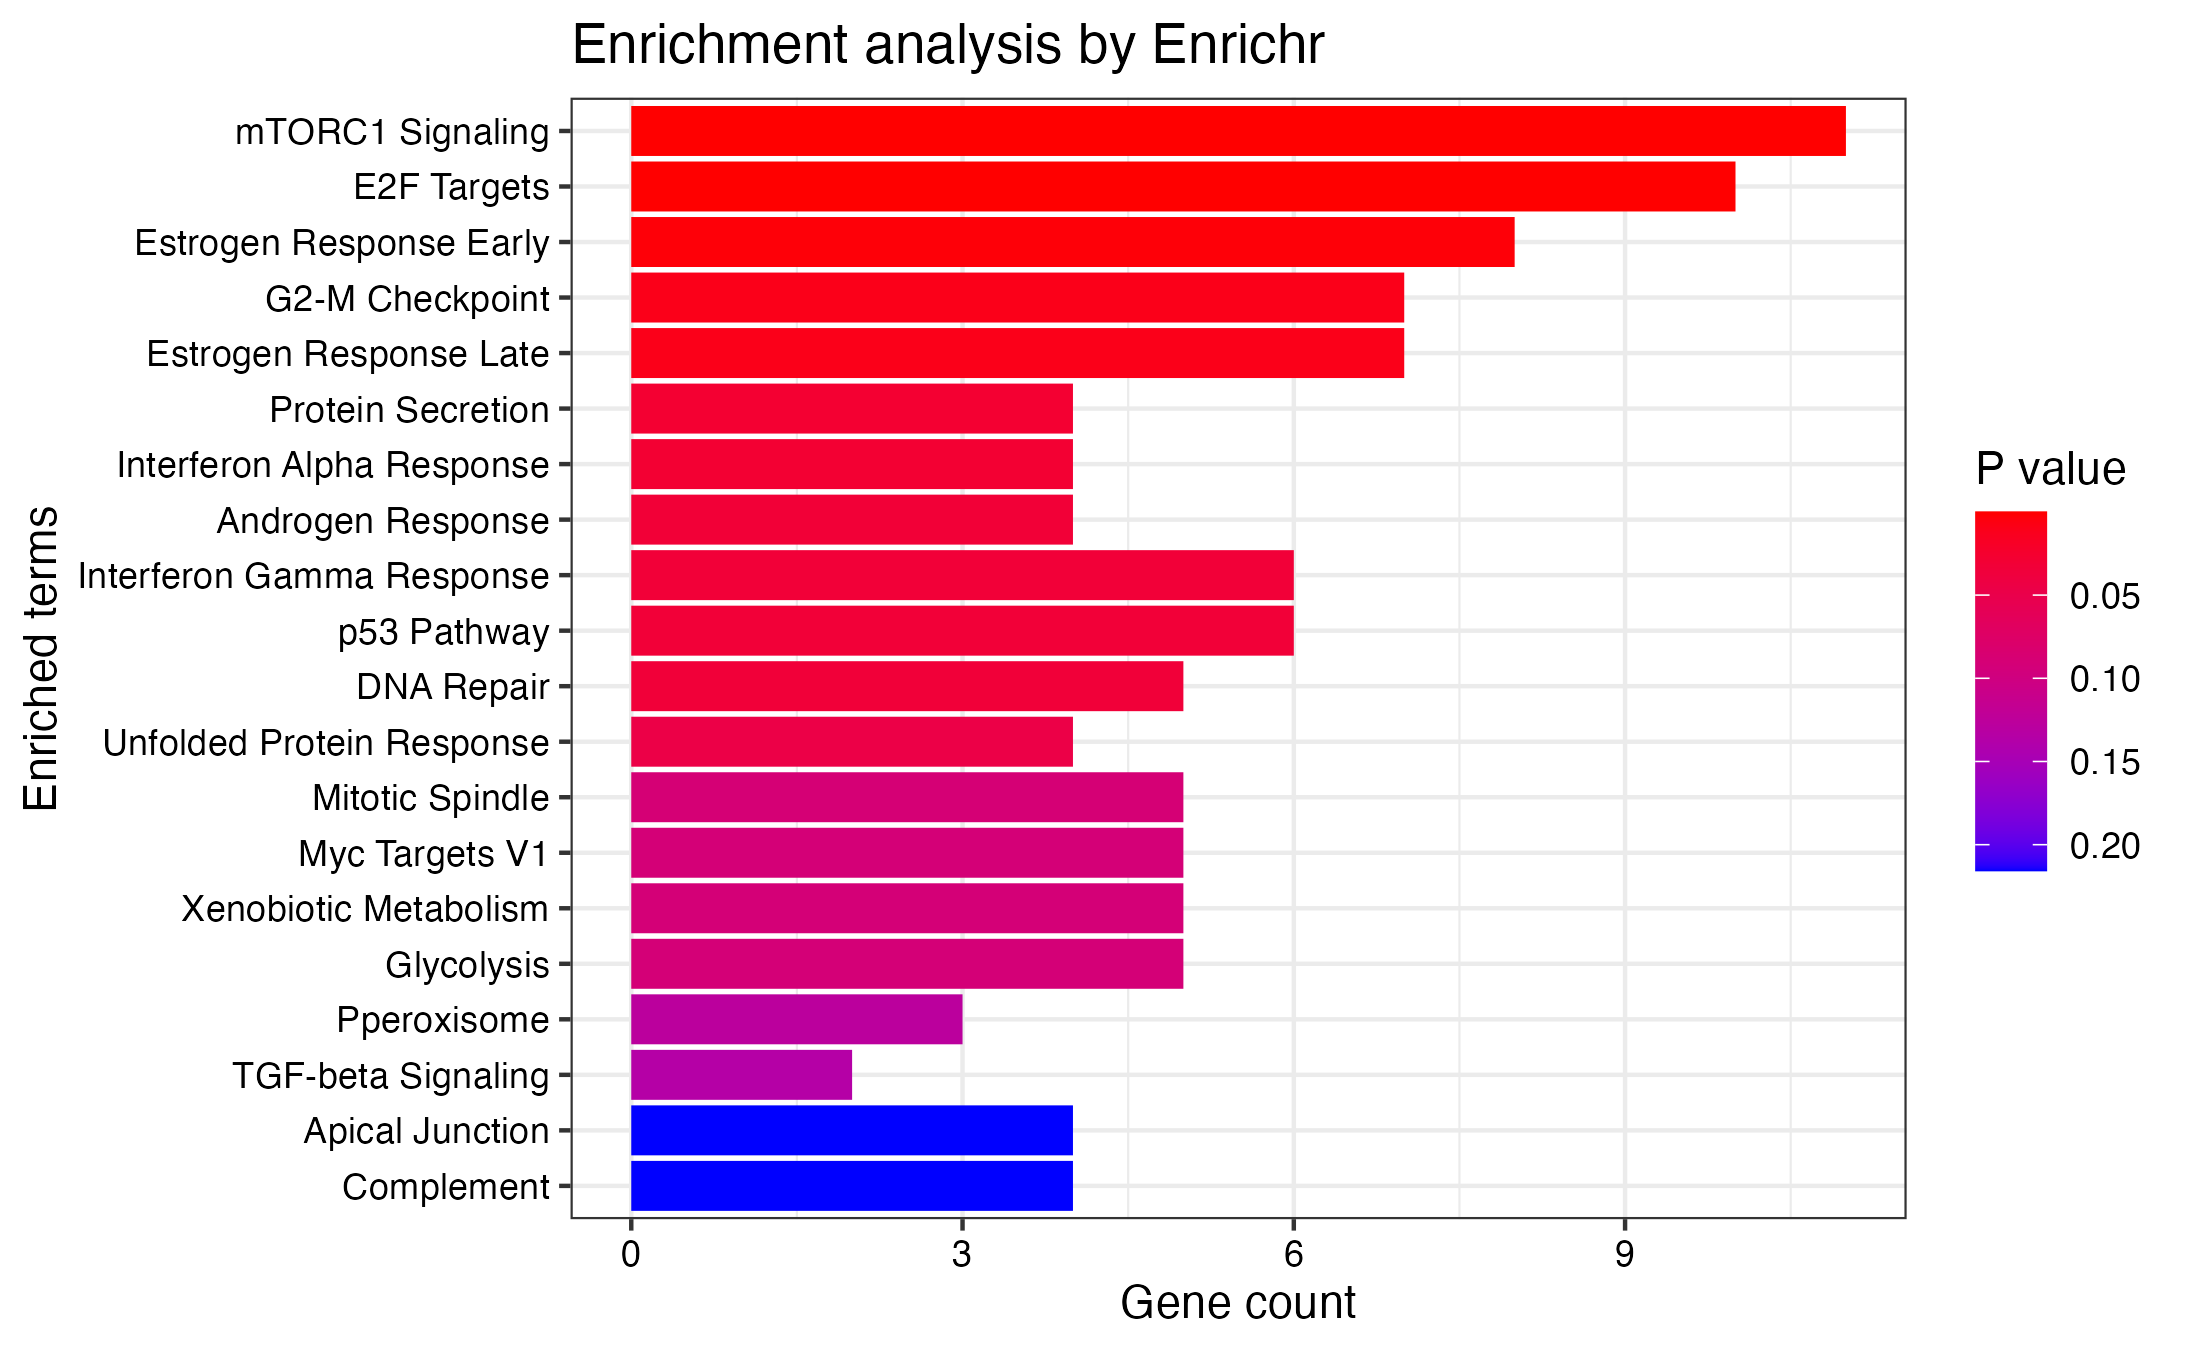 Enrichment analysis by Enrichr
mTORC1 Signaling
E2F Targets
Estrogen Response Early
G2-M Checkpoint
Estrogen Response Late
Protein Secretion
Interferon Alpha Response
Androgen Response
Interferon Gamma Response
p53 Pathway
DNA Repair
Unfolded Protein Response
Mitotic Spindle
Myc Targets V1
Xenobiotic Metabolism
Glycolysis
Pperoxisome
TGF-beta Signaling
Apical Junction
Complement
Enriched terms
0 3 6 9
Gene count
P value
0.05
0.10
0.15
0.20